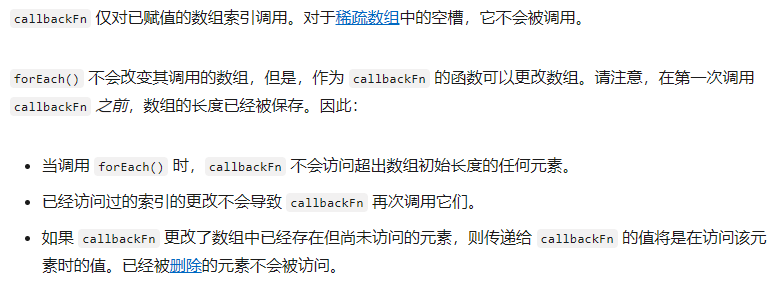 callbackFn 仅对已赋值的数组索引调用。对于稀疏数组中的空槽，它不会被调用。
forEach() 不会改变其调用的数组，但是，作为 callbackFn 的函数可以更改数组。请注意，在第一次调用
callbackFn 之前，数组的长度已经被保存。因此：
• 当调用 forEach() 时，callbackFn 不会访问超出数组初始长度的任何元素。
• 已经访问过的索引的更改不会导致 callbackFn 再次调用它们。
• 如果 callbackFn 更改了数组中已经存在但尚未访问的元素，则传递给 callbackFn 的值将是在访问该元
素时的值。已经被删除的元素不会被访问。